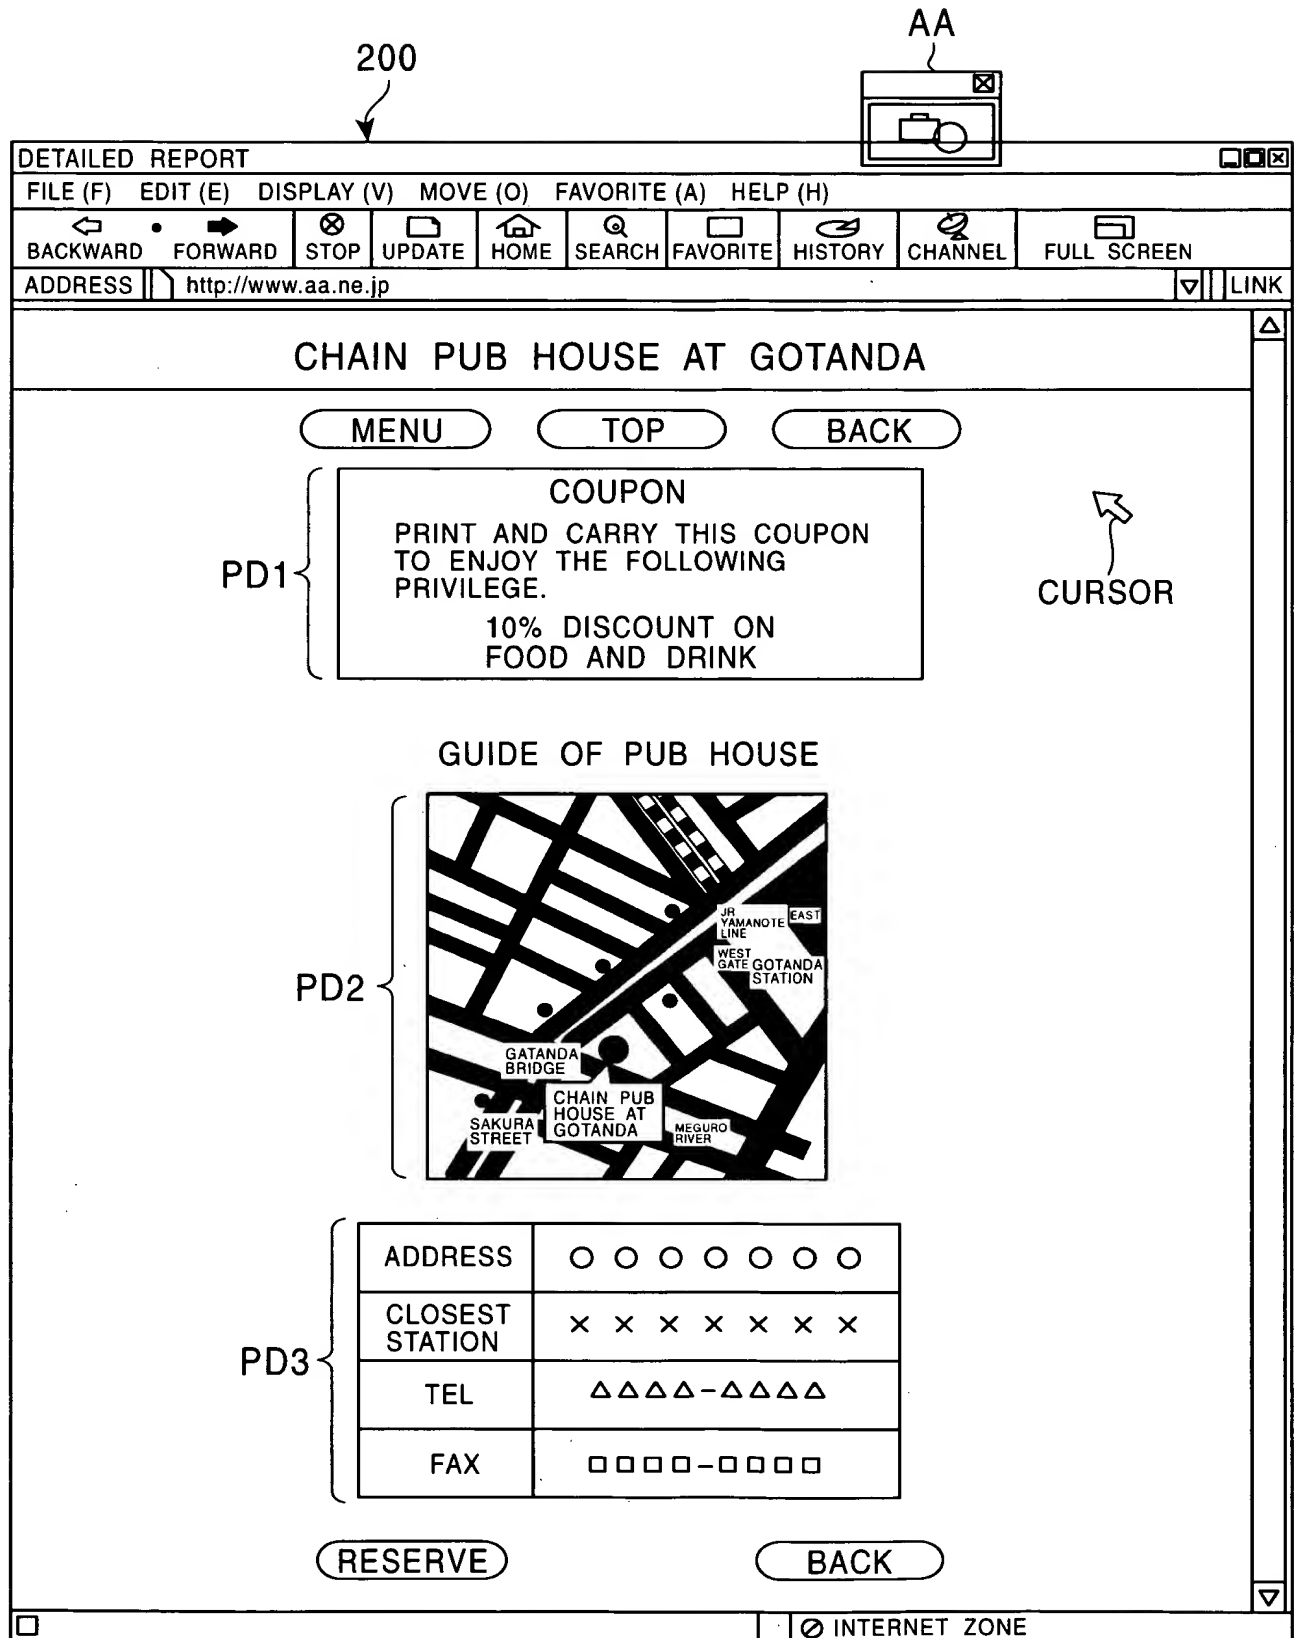 AA
200
DETAILED REPORT
FILE (F) EDIT (E) DISPLAY (V) MOVE (O) FAVORITE (A) HELP (H)
BACKWARD FORWARD STOP UPDATE HOME SEARCH FAVORITE HISTORY CHANNEL FULL SCREEN
ADDRESS http://www.aa.ne.jp LINK
CHAIN PUB HOUSE AT GOTANDA
MENU TOP BACK
PD1
COUPON
PRINT AND CARRY THIS COUPON
TO ENJOY THE FOLLOWING
PRIVILEGE.
10% DISCOUNT ON
FOOD AND DRINK
CURSOR
GUIDE OF PUB HOUSE
PD2
JR
YAMANOTE
LINE
EAST
WEST
GATE
GOTANDA
STATION
GATANDA
BRIDGE
CHAIN PUB
HOUSE AT
GOTANDA
SAKURA
STREET
MEGURO
RIVER
PD3
ADDRESS ○ ○ ○ ○ ○ ○ ○
CLOSEST
STATION × × × × × × ×
TEL △△△△-△△△△
FAX □□□□-□□□□
RESERVE BACK
INTERNET ZONE